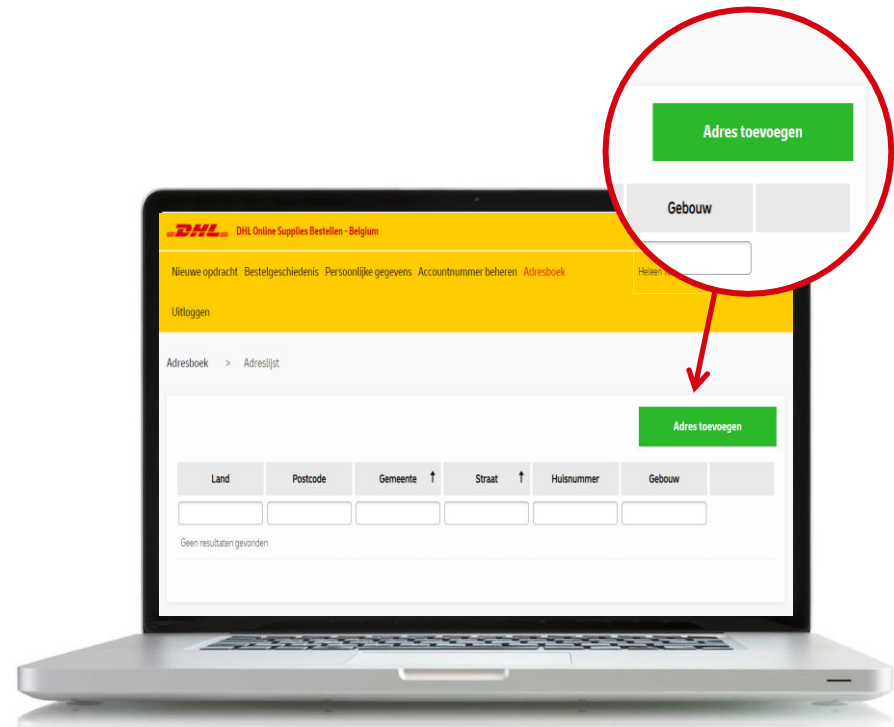 Adres toevoegen
Gebouw
DHL DHL Online Supplies Bestellen - Belgium
Nieuwe opdracht Bestelgeschiedenis Persoonlijke gegevens Accountnummer beheren Adresboek Heleen
Uitloggen
Adresboek > Adreslijst
Adres toevoegen
Land Postcode Gemeente ↑ Straat ↑ Huisnummer Gebouw
Geen resultaten gevonden